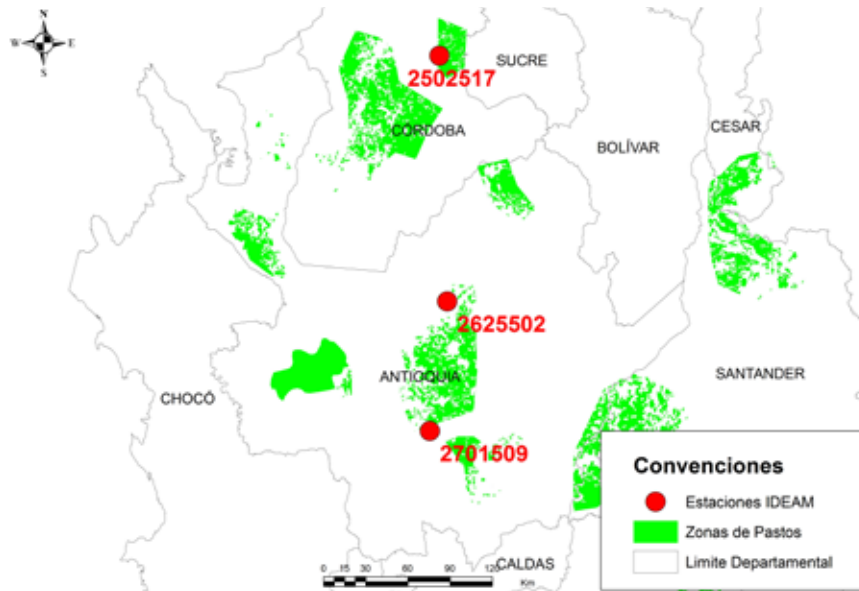 N
W E
S
SUCRE
2502517
CÓRDOBA
CESAR
BOLÍVAR
2625502
ANTIOQUIA
SANTANDER
CHOCÓ
2701509
CALDAS
0 15 30 60 90 120
Km
Convenciones
Estaciones IDEAM
Zonas de Pastos
Limite Departamental